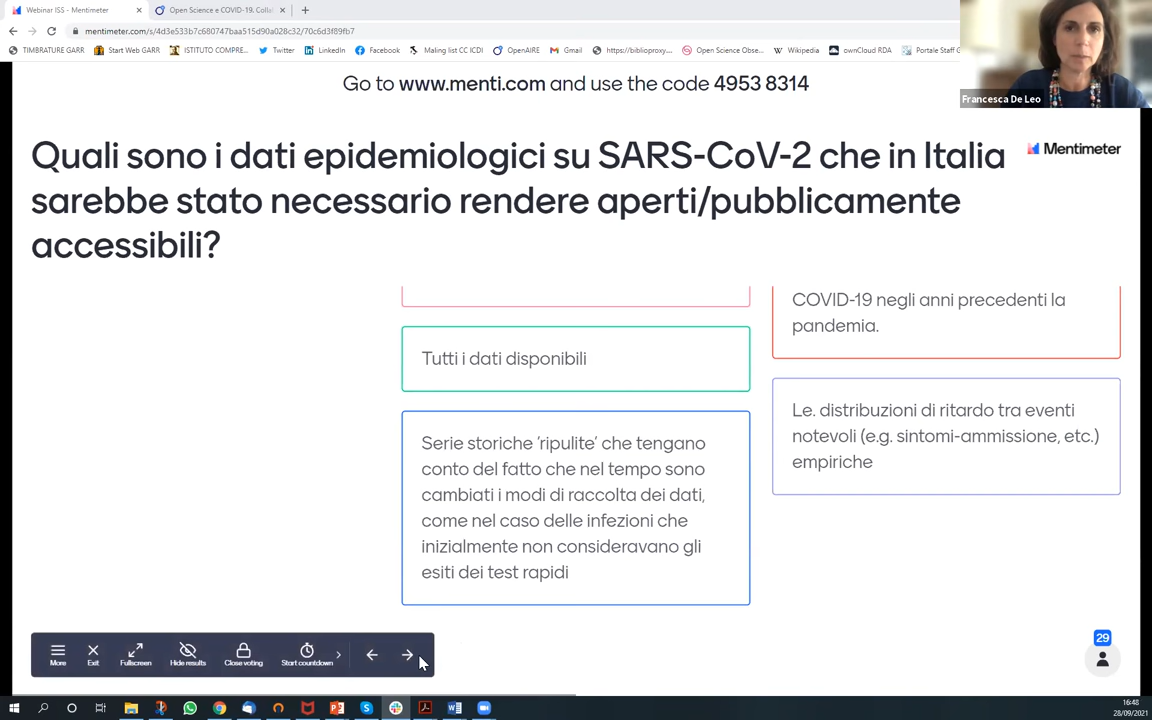 Webinar ISS - Mentimeter
Open Science e COVID-19. Colla
mentimeter.com/s/4d3e533b7c680747baa515d90a028c32/70c6d3f89fb7
TIMBRATURE GARR
Start Web GARR
ISTITUTO COMPRE...
Twitter
LinkedIn
Facebook
Maling list CC ICDI
OpenAIRE
Gmail
https://biblioproxy...
Open Science Obse...
Wikipedia
ownCloud RDA
Portale Staff G
Francesca De Leo
Go to www.menti.com and use the code 4953 8314
Mentimeter
Quali sono i dati epidemiologici su SARS-CoV-2 che in Italia
sarebbe stato necessario rendere aperti/pubblicamente
accessibili?
Tutti i dati disponibili
Serie storiche 'ripulite' che tengano
conto del fatto che nel tempo sono
cambiati i modi di raccolta dei dati,
come nel caso delle infezioni che
inizialmente non consideravano gli
esiti dei test rapidi
COVID-19 negli anni precedenti la
pandemia.
Le. distribuzioni di ritardo tra eventi
notevoli (e.g. sintomi-ammissione, etc.)
empiriche
More
Exit
Fullscreen
Hide results
Close voting
Start countdown
29
16:48
28/09/2021